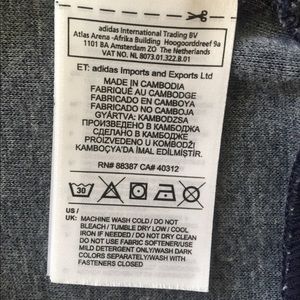 adidas International Trading BV
Atlas Arena -Afrika Building Hoogoorddreef 9a
1101 BA Amsterdam ZO The Netherlands
VAT NO. NL 8073.01.322.B.01
ET: adidas Imports and Exports Ltd
MADE IN CAMBODIA
FABRIQUÉ AU CAMBODGE
FABRICADO EN CAMBOYA
FABRICADO NO CAMBOJA
GYÁRTVA: KAMBODZSA
ПРОИЗВЕДЕНО В КАМБОДЖА
СДЕЛАНО В КАМБОДЖЕ
PROIZVEDENO U KOMBODŽI
KAMBOÇYA'DA İMAL EDİLMİŞTİR.
RN# 88387 CA# 40312
30
US /
UK: MACHINE WASH COLD / DO NOT
BLEACH / TUMBLE DRY LOW / COOL
IRON IF NEEDED / DO NOT DRYCLEAN
DO NOT USE FABRIC SOFTENER/USE
MILD DETERGENT ONLY/WASH DARK
COLORS SEPARATELY/WASH WITH
FASTENERS CLOSED